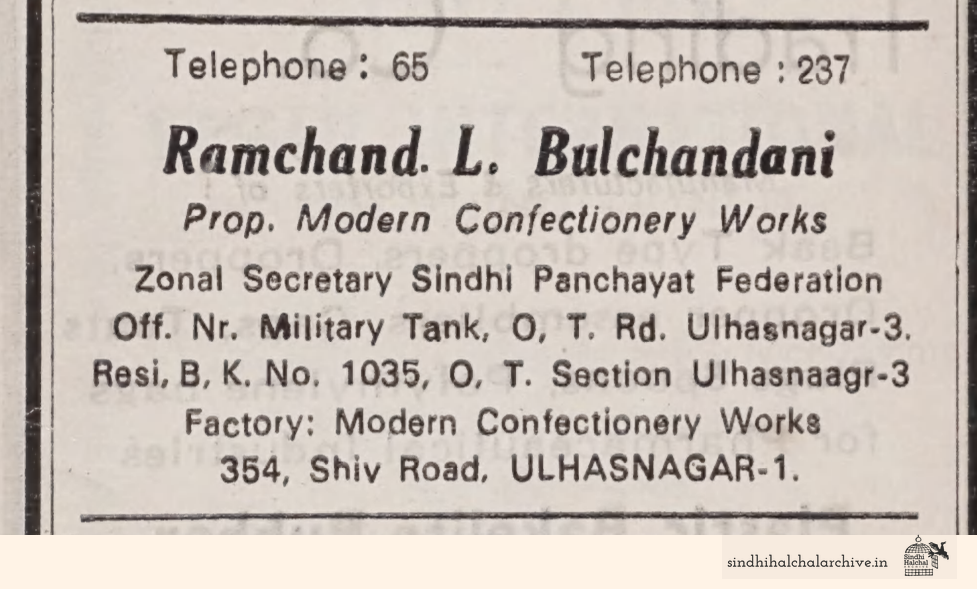 Telephone: 65 Telephone : 237
Ramchand. L. Bulchandani
Prop. Modern Confectionery Works
Zonal Secretary Sindhi Panchayat Federation
Off. Nr. Military Tank, O, T. Rd. Ulhasnagar-3.
Resi, B, K. No. 1035, O, T. Section Ulhasnaagr-3
Factory: Modern Confectionery Works
354, Shiv Road, ULHASNAGAR-1.
sindhihalchalarchive.in
Sindhi
Halchal